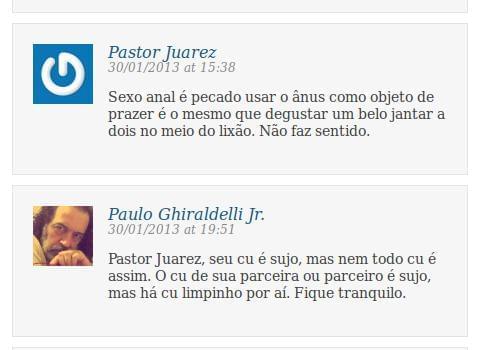 Pastor Juarez
30/01/2013 at 15:38
Sexo anal é pecado usar o ânus como objeto de
prazer é o mesmo que degustar um belo jantar a
dois no meio do lixão. Não faz sentido.
Paulo Ghiraldelli Jr.
30/01/2013 at 19:51
Pastor Juarez, seu cu é sujo, mas nem todo cu é
assim. O cu de sua parceira ou parceiro é sujo,
mas há cu limpinho por aí. Fique tranquilo.